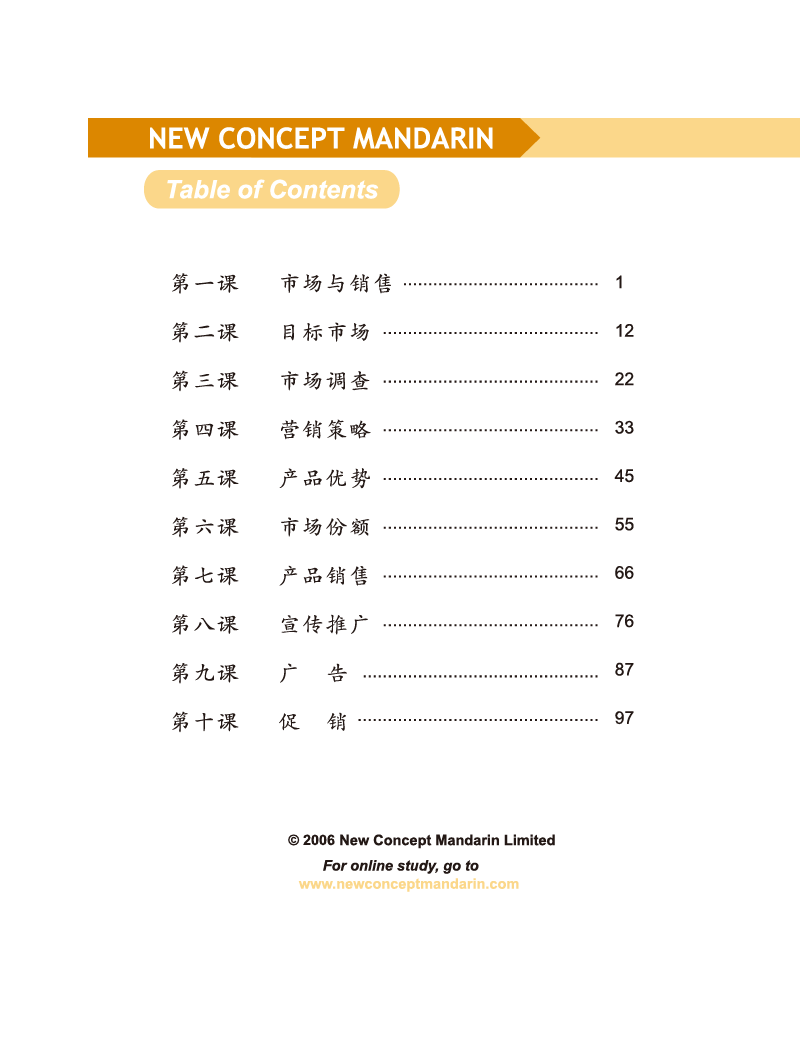 NEW CONCEPT MANDARIN
Table of Contents
第一课 市场与销售 ........................................ 1
第二课 目标市场 ........................................ 12
第三课 市场调查 ........................................ 22
第四课 营销策略 ........................................ 33
第五课 产品优势 ........................................ 45
第六课 市场份额 ........................................ 55
第七课 产品销售 ........................................ 66
第八课 宣传推广 ........................................ 76
第九课 广 告 ........................................ 87
第十课 促 销 ........................................ 97
© 2006 New Concept Mandarin Limited
For online study, go to
www.newconceptmandarin.com